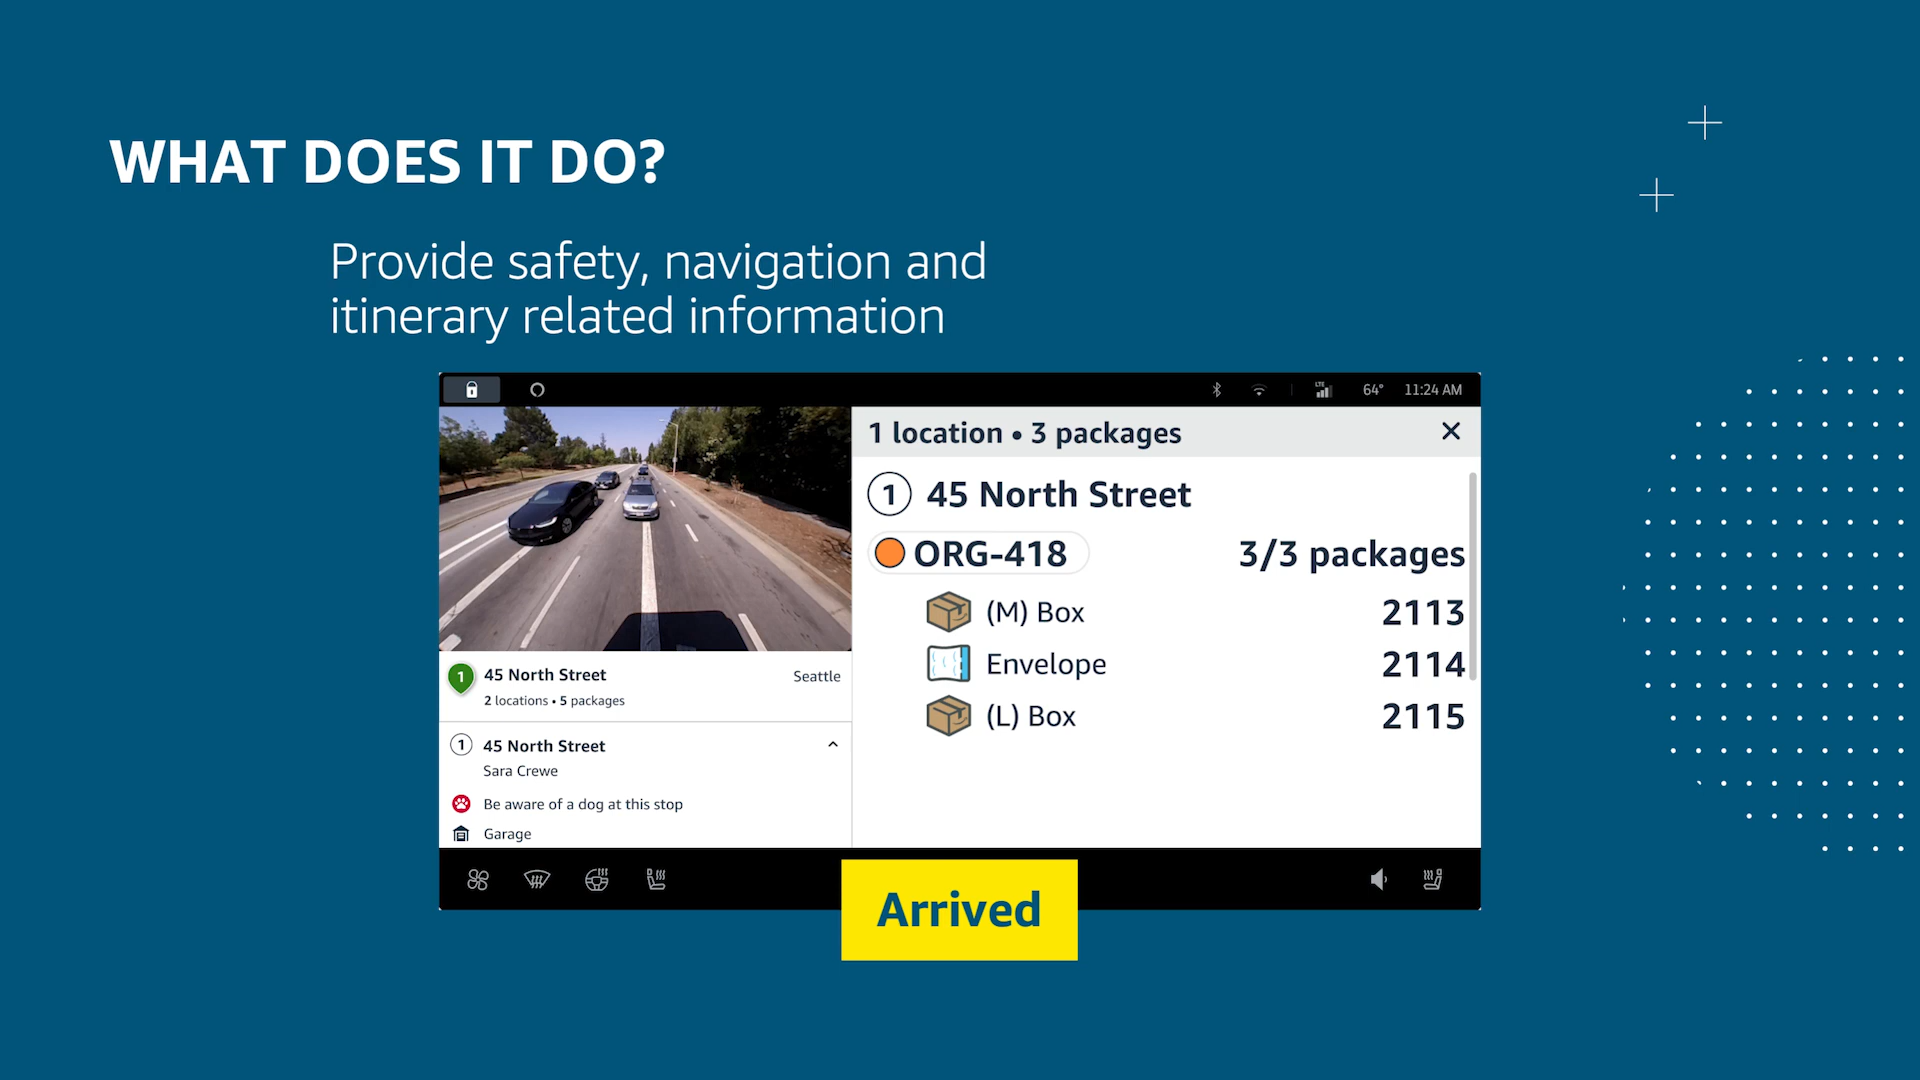 WHAT DOES IT DO?
Provide safety, navigation and
itinerary related information
LTE
64° 11:24 AM
1 location • 3 packages
1 45 North Street
ORG-418 3/3 packages
(M) Box 2113
Envelope 2114
(L) Box 2115
1 45 North Street Seattle
2 locations • 5 packages
1 45 North Street
Sara Crewe
Be aware of a dog at this stop
Garage
Arrived